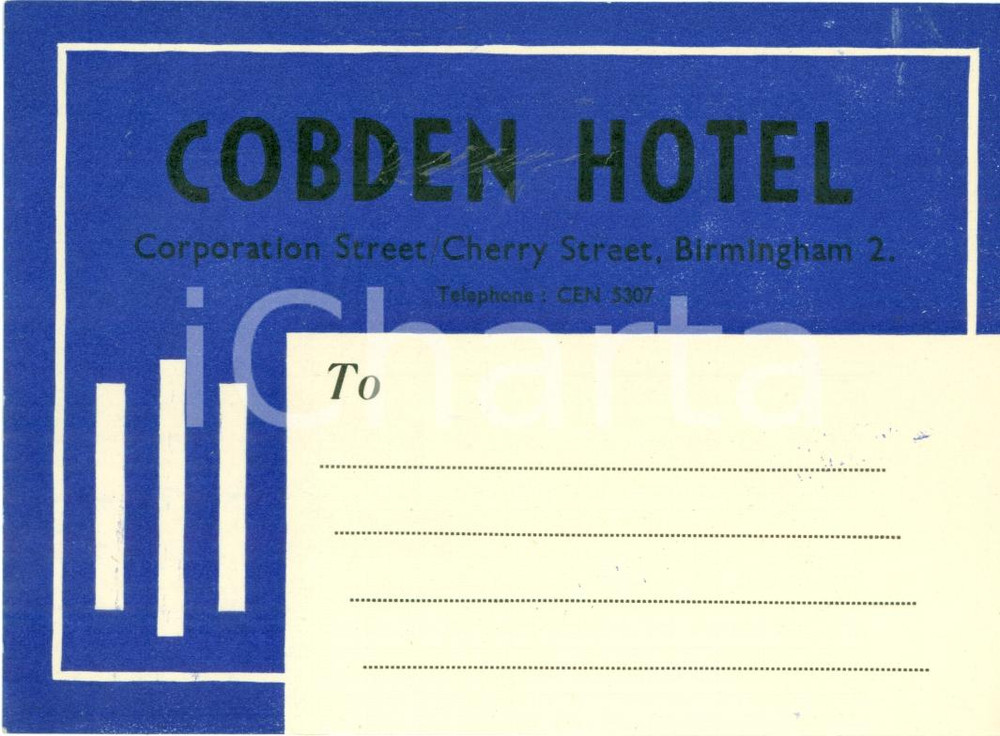 COBDEN HOTEL
Corporation Street/Cherry Street, Birmingham 2.
Telephone : CEN 5307
iCharta
To